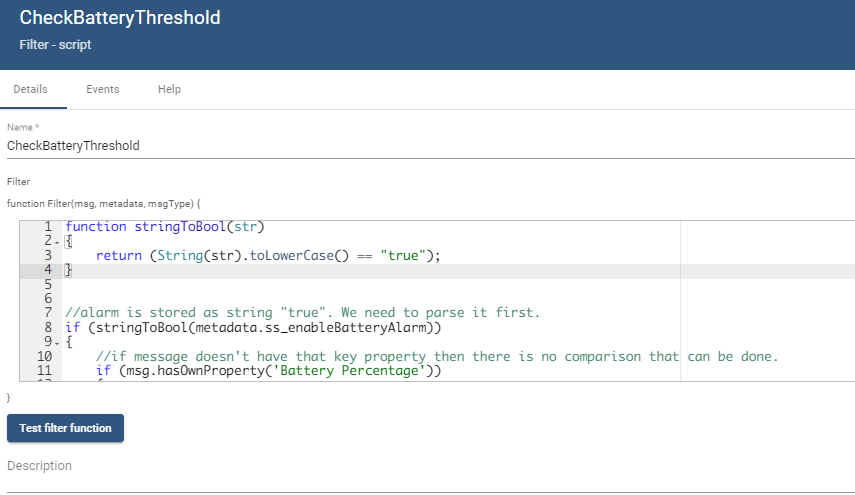 CheckBatteryThreshold
Filter - script
Details Events Help
Name *
CheckBatteryThreshold
Filter
function Filter(msg, metadata, msgType) {
1 function stringToBool(str)
2 {
3 return (String(str).toLowerCase() == "true");
4 }
5
6
7 //alarm is stored as string "true". We need to parse it first.
8 if (stringToBool(metadata.ss_enableBatteryAlarm))
9 {
10 //if message doesn't have that key property then there is no comparison that can be done.
11 if (msg.hasOwnProperty('Battery Percentage'))
}
Test filter function
Description